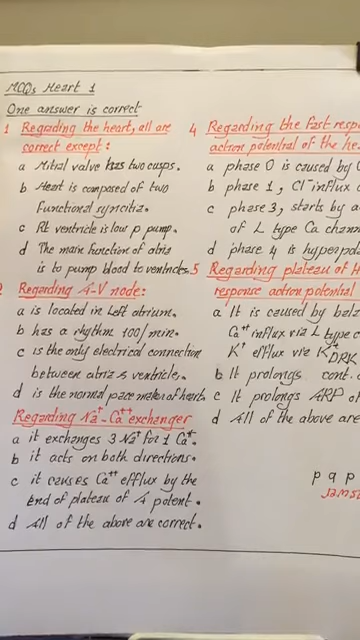 MCQs Heart 1
One answer is correct
1 Regrading the heart, all are
correct except:
a Mitral valve has two cusps.
b Heart is composed of two
Functional syncitia.
c Rt ventricle is low p pump.
d The main function of atria
is to pump blood to ventricles.
Regarding A-V node:
a is located in Left atrium.
b has a rhythm 100/min.
c is the only electrical connection
between atria & ventricle.
d is the normal pace maker of heart.
Regarding Na⁺-Ca⁺⁺ exchanger
a it exchanges 3 Na⁺ for 1 Ca⁺⁺.
b it acts on both directions.
c it causes Ca⁺⁺ efflux by the
end of plateau of A potent.
d All of the above are correct.
4 Regarding the fast resp
action potential of the he
a phase 0 is caused by
b phase 1, Cl⁻ influx
c phase 3, starts by a
of L type Ca chann
d phase 4 is hyperpola
5 Regarding plateau of
response action potential
a It is caused by bala
Ca⁺⁺ influx via L type c
K⁺ efflux via K DRK
b It prolongs cont.
c It prolongs ARP of
d All of the above are
p q p